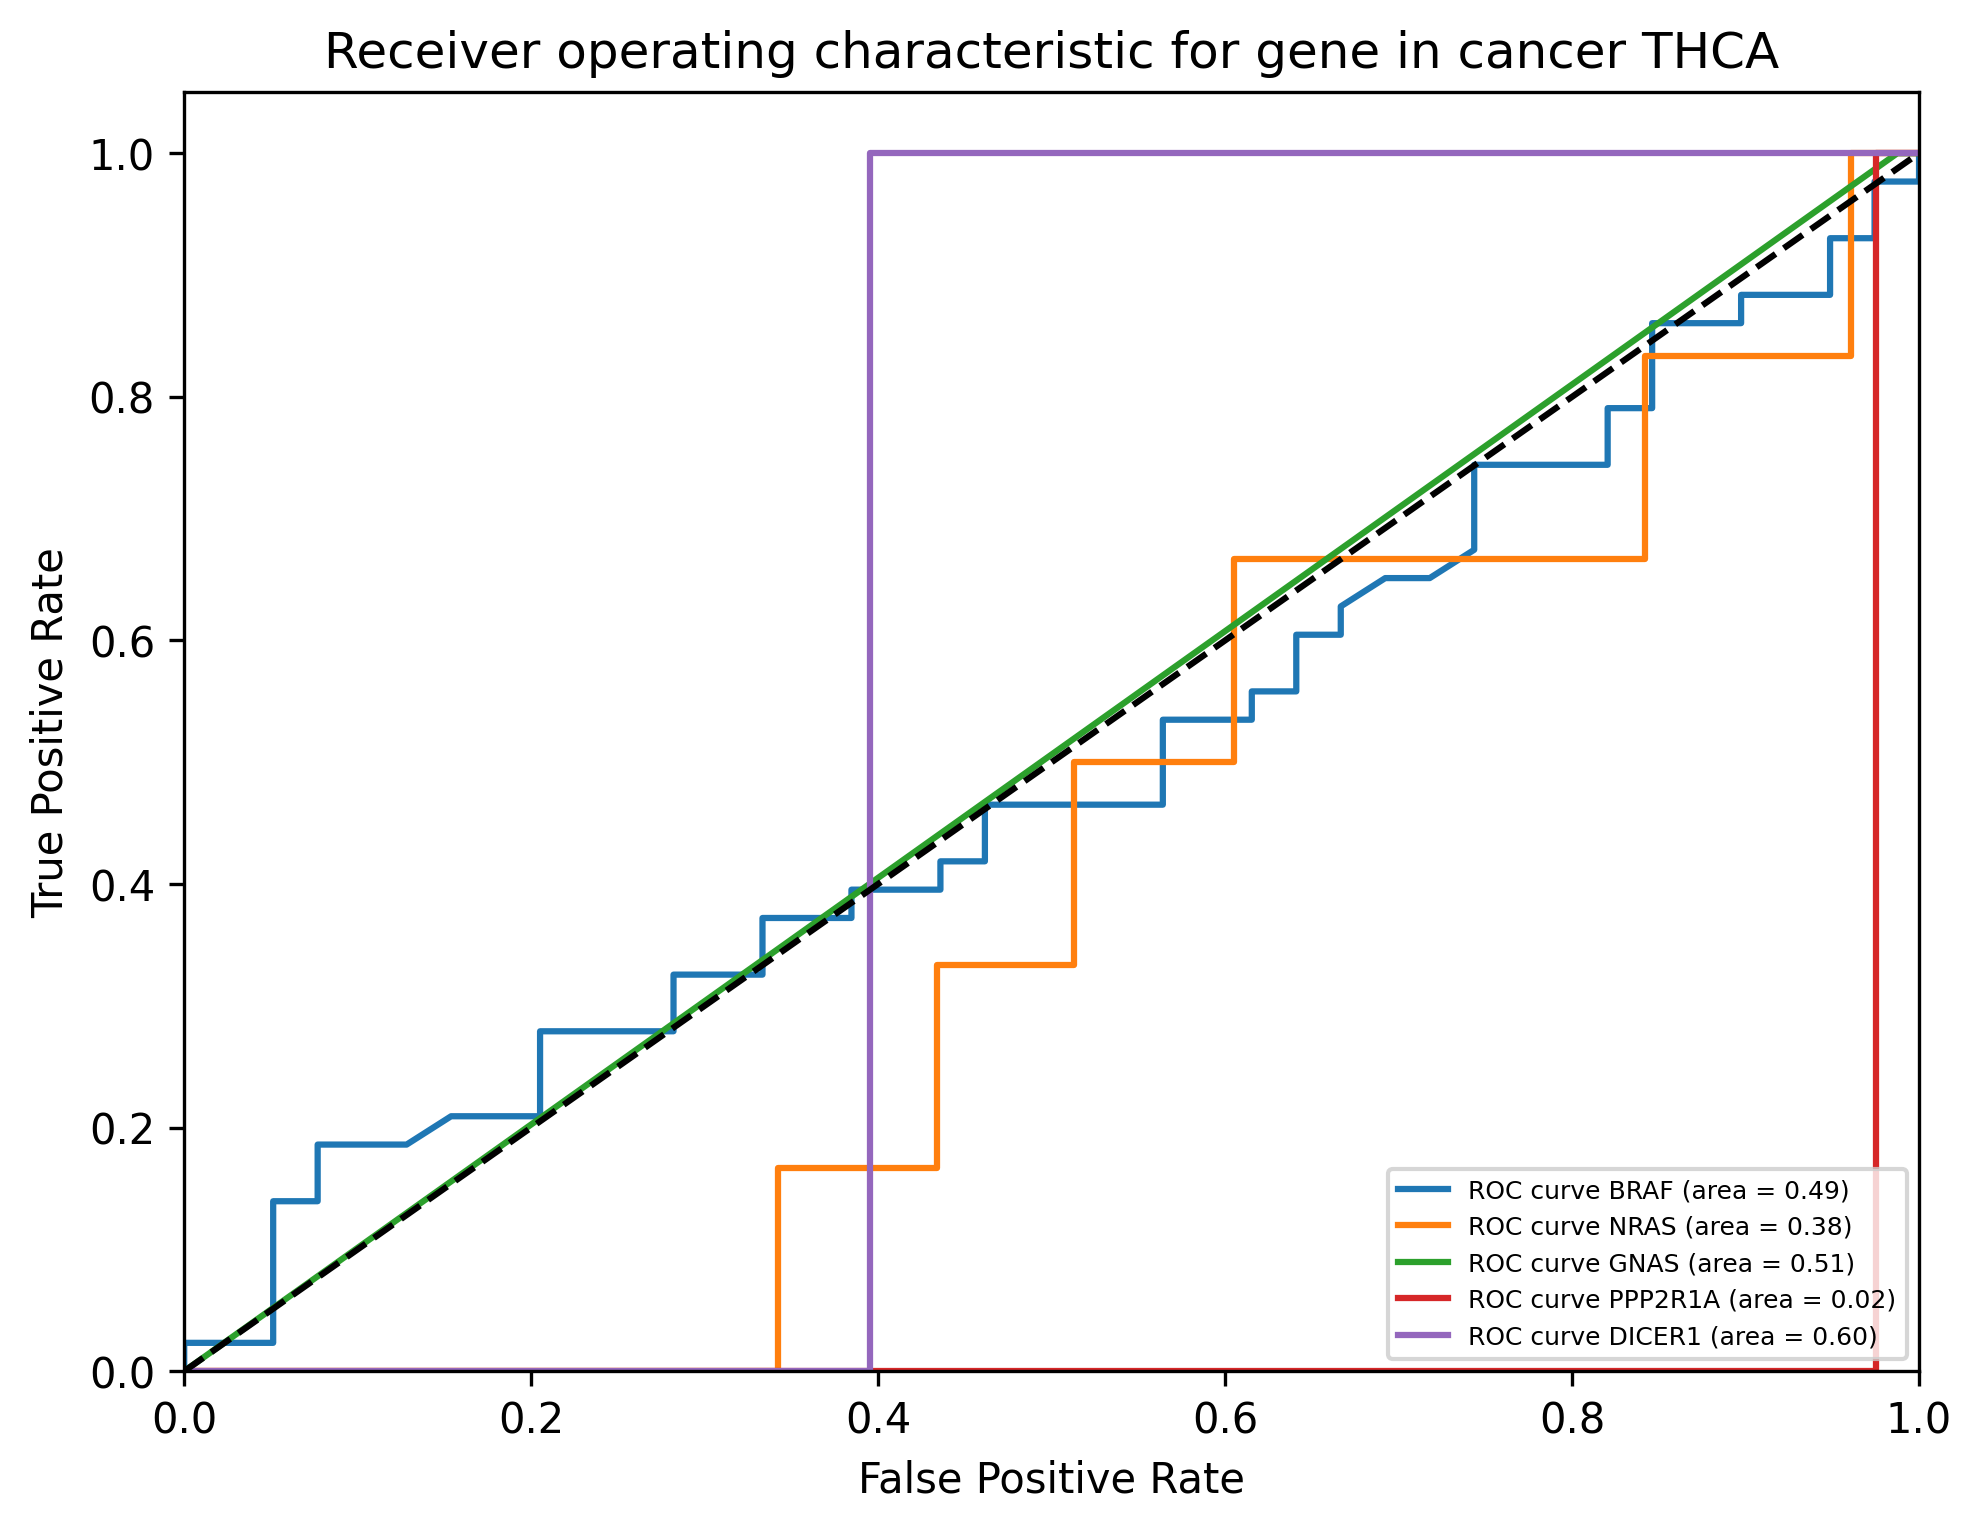 Receiver operating characteristic for gene in cancer THCA
True Positive Rate
1.0
0.8
0.6
0.4
0.2
0.0
ROC curve BRAF (area = 0.49)
ROC curve NRAS (area = 0.38)
ROC curve GNAS (area = 0.51)
ROC curve PPP2R1A (area = 0.02)
ROC curve DICER1 (area = 0.60)
0.0 0.2 0.4 0.6 0.8 1.0
False Positive Rate